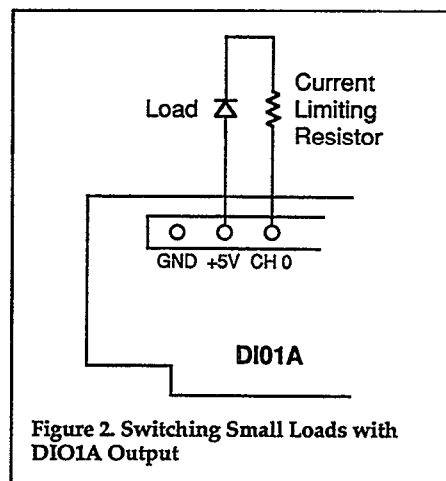 Load
Current
Limiting
Resistor
GND +5V CH 0
DI01A
Figure 2. Switching Small Loads with
DIO1A Output